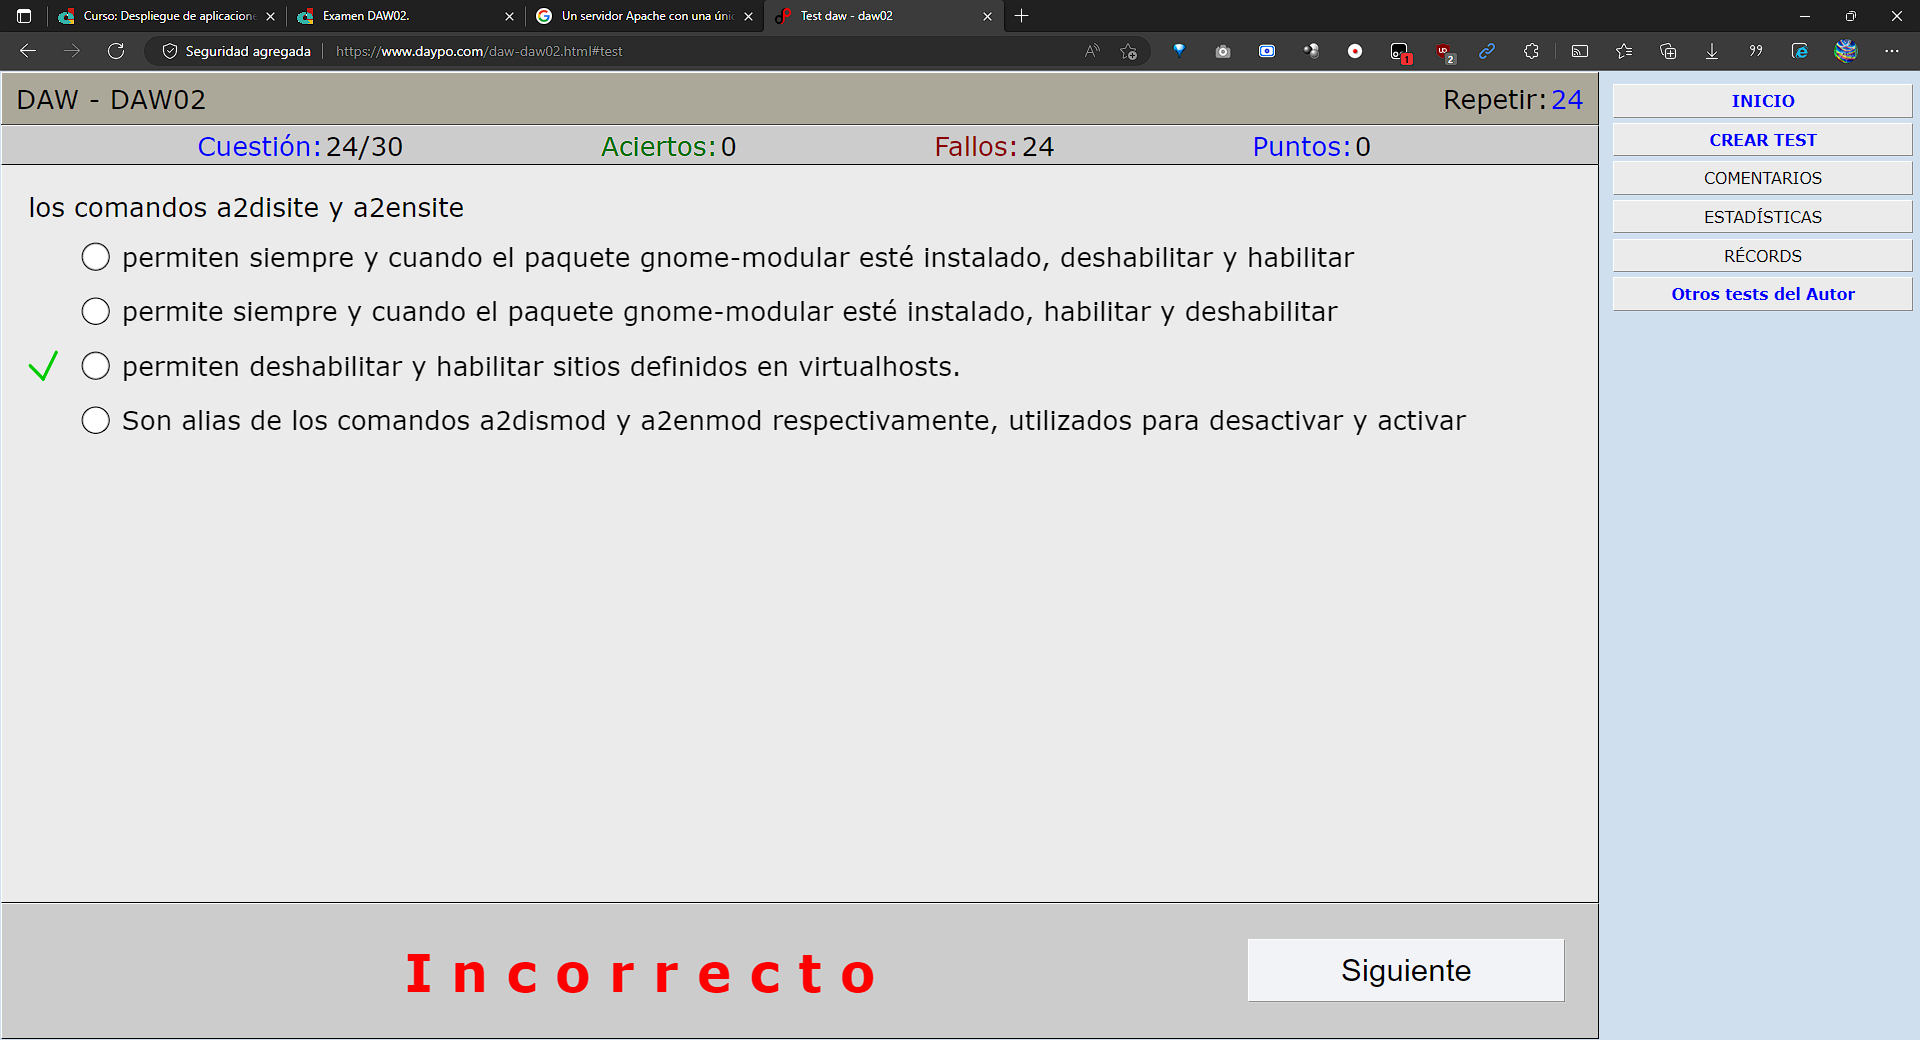 Curso: Despliegue de aplicacione
Examen DAW02.
Un servidor Apache con una únic
Test daw - daw02
Seguridad agregada
https://www.daypo.com/daw-daw02.html#test
1
2
DAW - DAW02
Repetir:24
Cuestión:24/30
Aciertos:0
Fallos:24
Puntos:0
los comandos a2disite y a2ensite
permiten siempre y cuando el paquete gnome-modular esté instalado, deshabilitar y habilitar
permite siempre y cuando el paquete gnome-modular esté instalado, habilitar y deshabilitar
permiten deshabilitar y habilitar sitios definidos en virtualhosts.
Son alias de los comandos a2dismod y a2enmod respectivamente, utilizados para desactivar y activar
Incorrecto
Siguiente
INICIO
CREAR TEST
COMENTARIOS
ESTADÍSTICAS
RÉCORDS
Otros tests del Autor